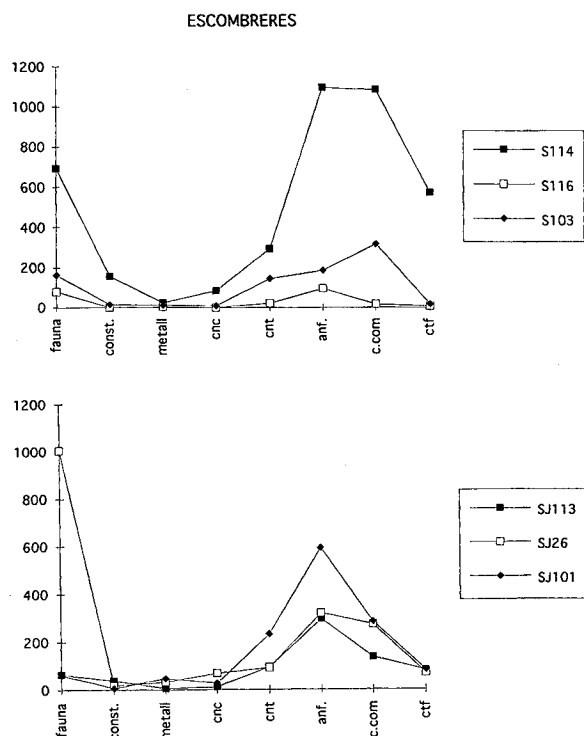 ESCOMBRERES
1200
1000
800
600
400
200
0
fauna
const.
metall
cnc
cnt
anf.
c.com
ctf
S114
S116
S103
1200
1000
800
600
400
200
0
fauna
const.
metall
cnc
cnt
anf.
c.com
ctf
SJ113
SJ26
SJ101